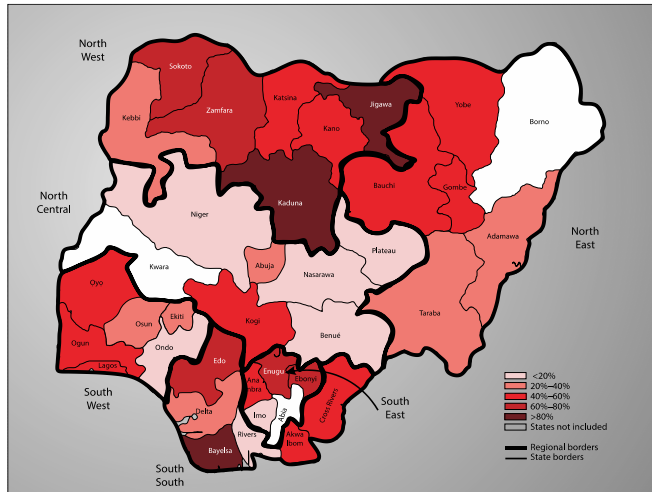 North
West
Sokoto
Katsina
Jigawa
Yobe
Zamfara
Kebbi
Kano
Borno
Bauchi
Gombe
Kaduna
North
Central
Niger
North
East
Adamawa
Plateau
Kwara
Abuja
Nasarawa
Oyo
Taraba
Osun
Ekiti
Kogi
Ogun
Benué
Ondo
Lagos
Edo
Enugu
Ebonyi
Ana
mbra
South
West
Delta
Imo
Abia
Cross Rivers
South
East
Rivers
Akwa
Ibom
Bayelsa
South
South
<20%
20%–40%
40%–60%
60%–80%
>80%
States not included
Regional borders
State borders